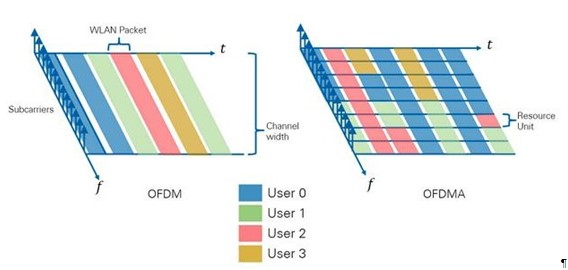 WLAN Packet
t
Subcarriers
Channel
width
f
OFDM
t
Resource
Unit
f
OFDMA
User 0
User 1
User 2
User 3
¶